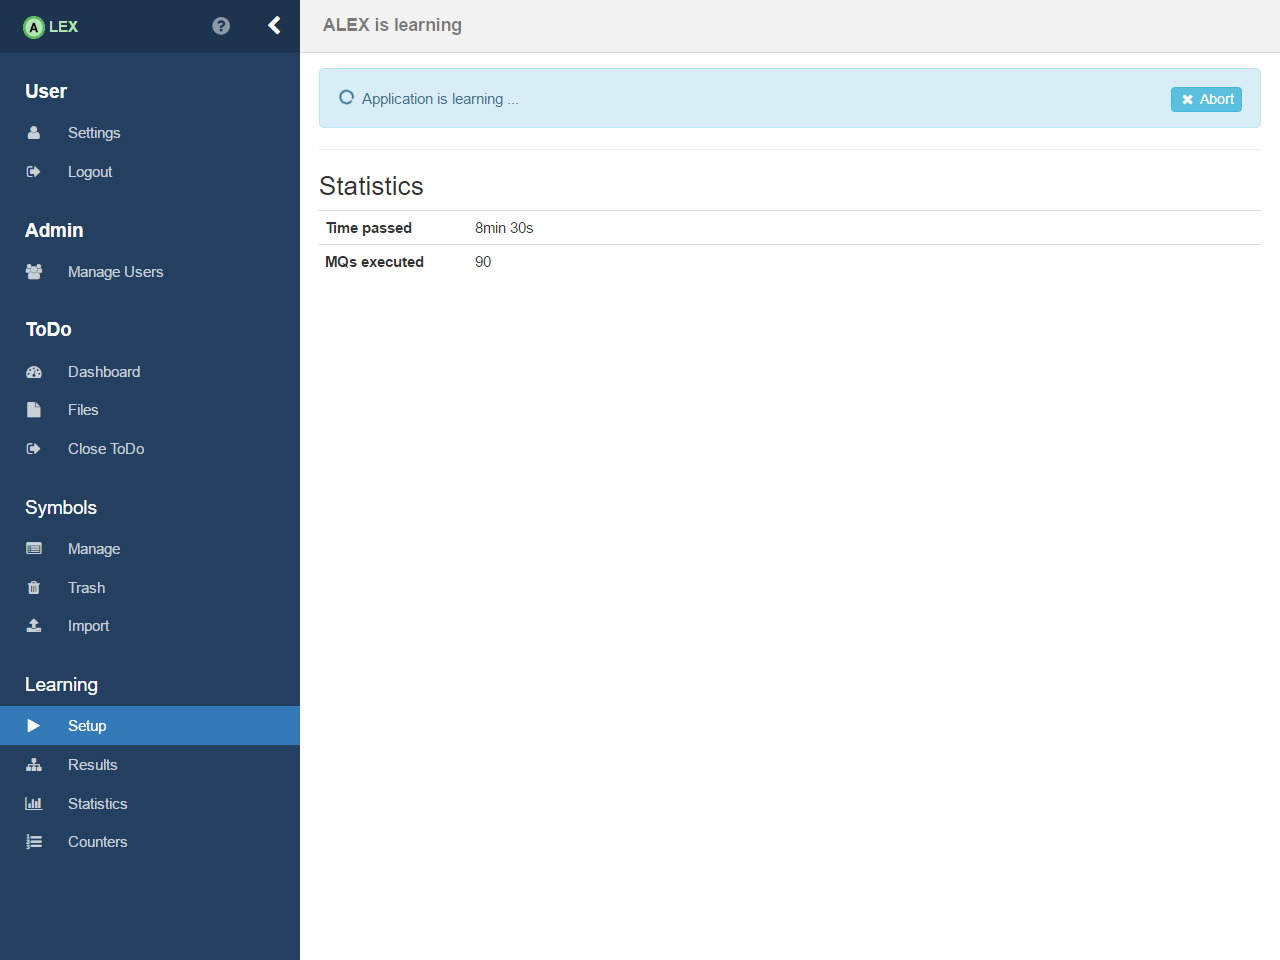 A LEX
User
Settings
Logout
Admin
Manage Users
ToDo
Dashboard
Files
Close ToDo
Symbols
Manage
Trash
Import
Learning
Setup
Results
Statistics
Counters
ALEX is learning
Application is learning ...
Abort
Statistics
Time passed 8min 30s
MQs executed 90